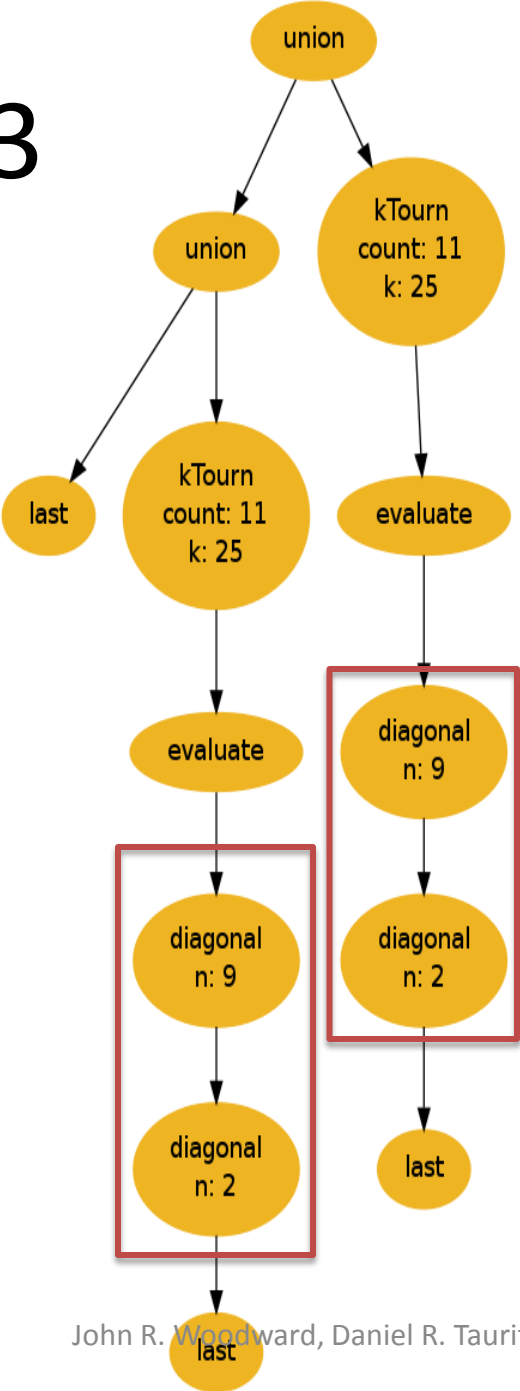 union
3
kTourn
count: 11
k: 25
union
kTourn
count: 11
k: 25
last
evaluate
diagonal
n: 9
evaluate
diagonal
n: 9
diagonal
n: 2
diagonal
n: 2
last
John R. Woodward, Daniel R. Taurit
last